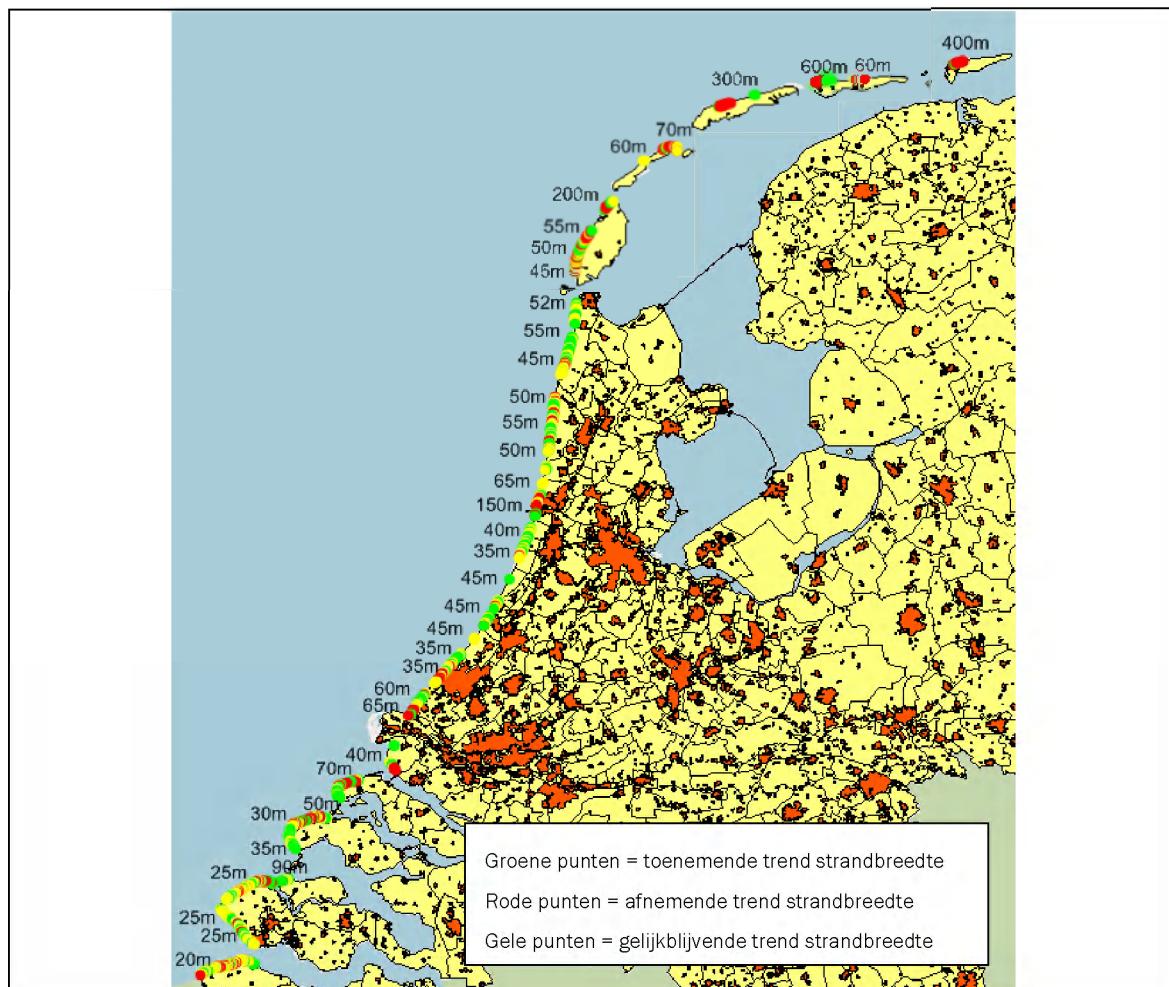 400m
600m 60m
300m
70m
60m
200m
55m
50m
45m
52m
55m
45m
50m
55m
50m
65m
150m
40m
35m
45m
45m
45m
35m
35m
60m
65m
40m
70m
50m
30m
35m
90m
25m
25m
25m
20m
Groene punten = toenemende trend strandbreedte
Rode punten = afnemende trend strandbreedte
Gele punten = gelijkblijvende trend strandbreedte